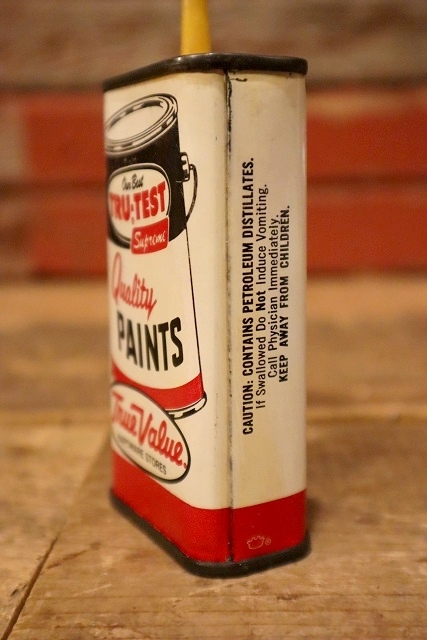 Our Best
TRU-TEST
Supreme
Quality
PAINTS
True Value.
HARDWARE STORES
CAUTION: CONTAINS PETROLEUM DISTILLATES.
If Swallowed Do Not Induce Vomiting.
Call Physician Immediately.
KEEP AWAY FROM CHILDREN.
®